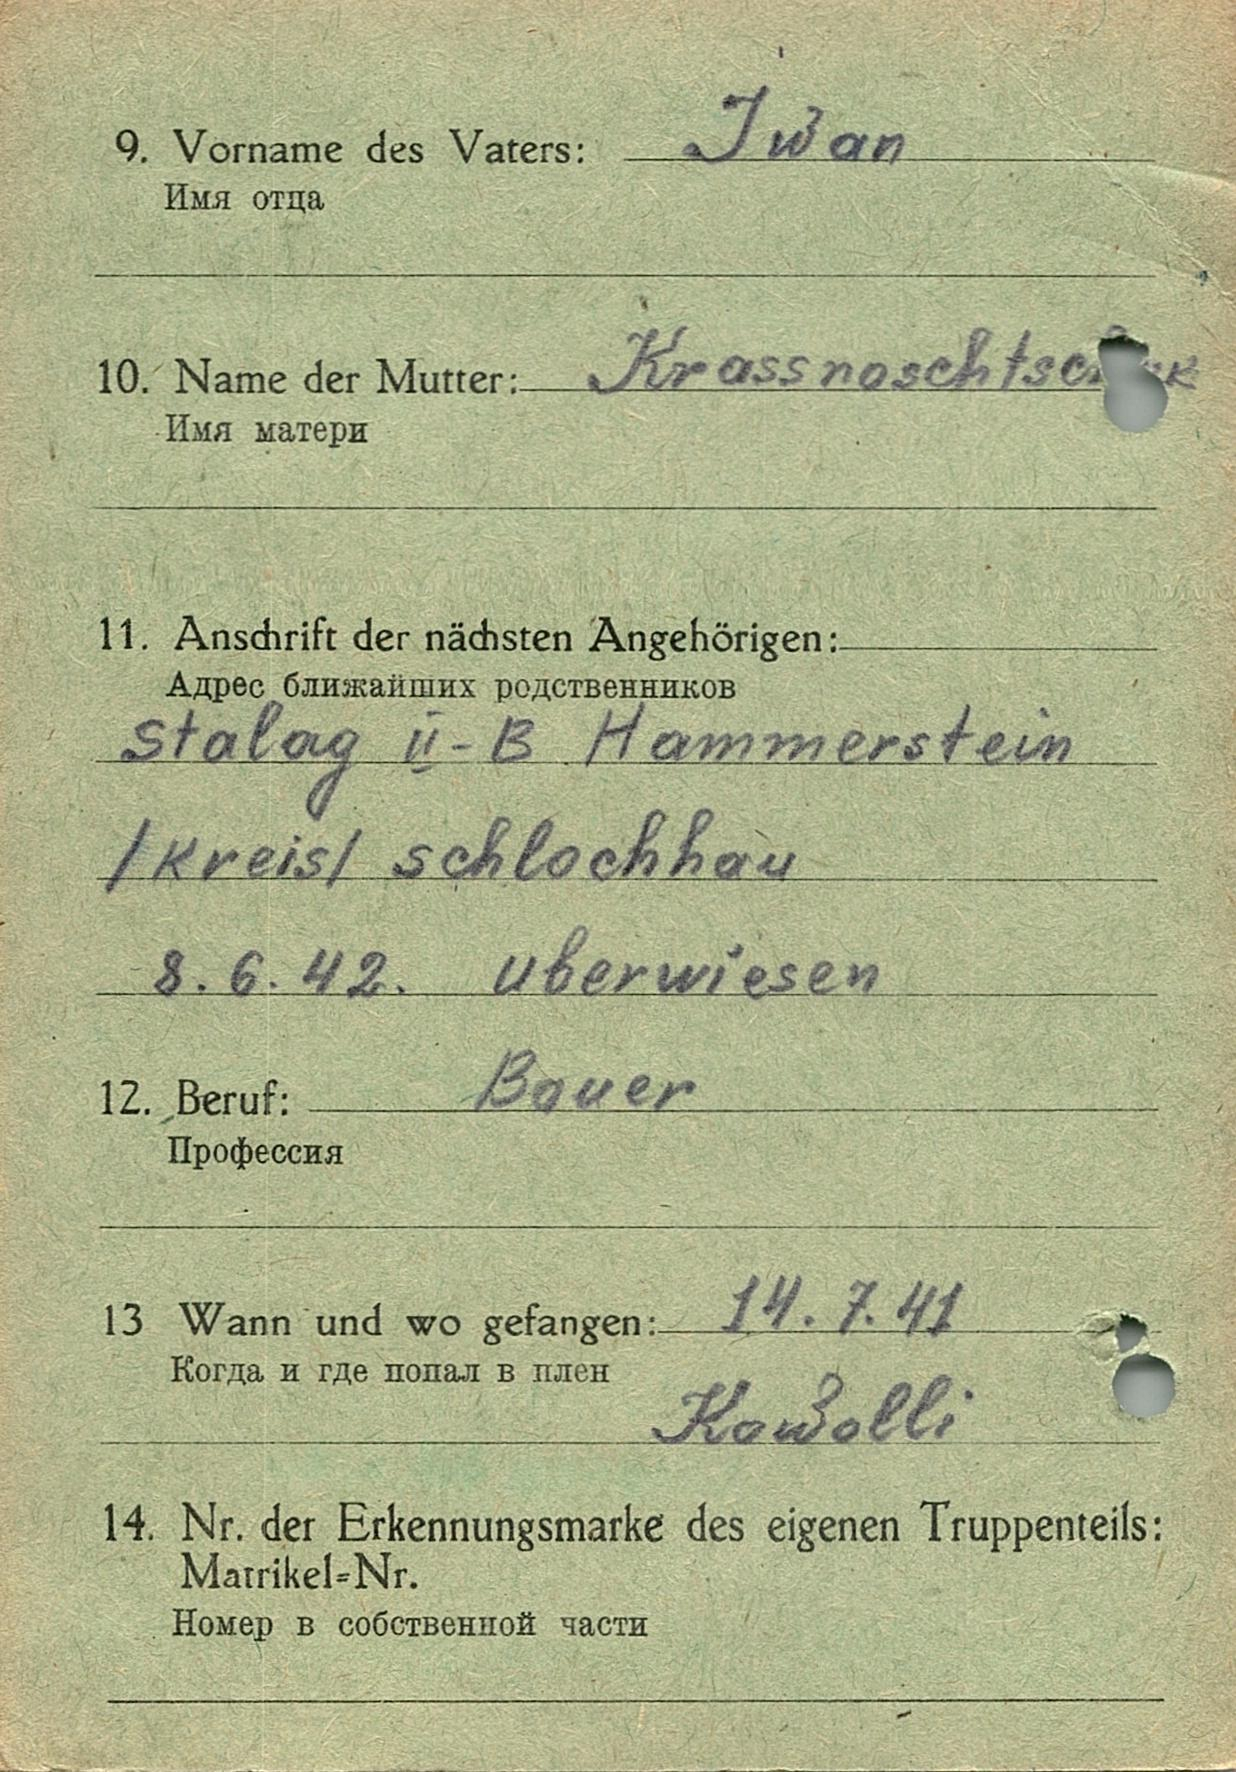 9. Vorname des Vaters: Iwan
Имя отца
10. Name der Mutter:
Имя матери
11. Anschrift der nächsten Angehörigen:
Адрес ближайших родственников
Stalag II-B Hammerstein
/Kreis/ schlochhau
8.6.42. uberwiesen
12. Beruf: Bauer
Профессия
13 Wann und wo gefangen: 14.7.41
Когда и где попал в плен
Kowolli
14. Nr. der Erkennungsmarke des eigenen Truppenteils:
Matrikel-Nr.
Номер в собственной части